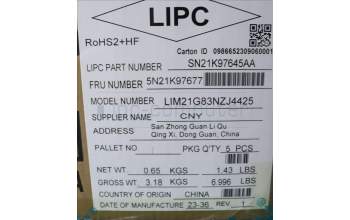 LIPC
RoHS2+HF
Carton ID 0986652309060001
LIPC PART NUMBER SN21K97645AA
FRU NUMBER 5N21K97677
MODEL NUMBER LIM21G83NZJ4425
SUPPLIER NAME CNY
ADDRESS San Zhong Guan Li Qu
Qing Xi, Dong Guan, China
PALLET NO PKG Q'TY 5 PCS
NET WT 0.65 KGS 1.43 LBS
GROSS WT 3.18 KGS 6.996 LBS
COUNTRY OF ORIGIN CHINA
DATE OF MANUFACTURE 23-36 REV 1